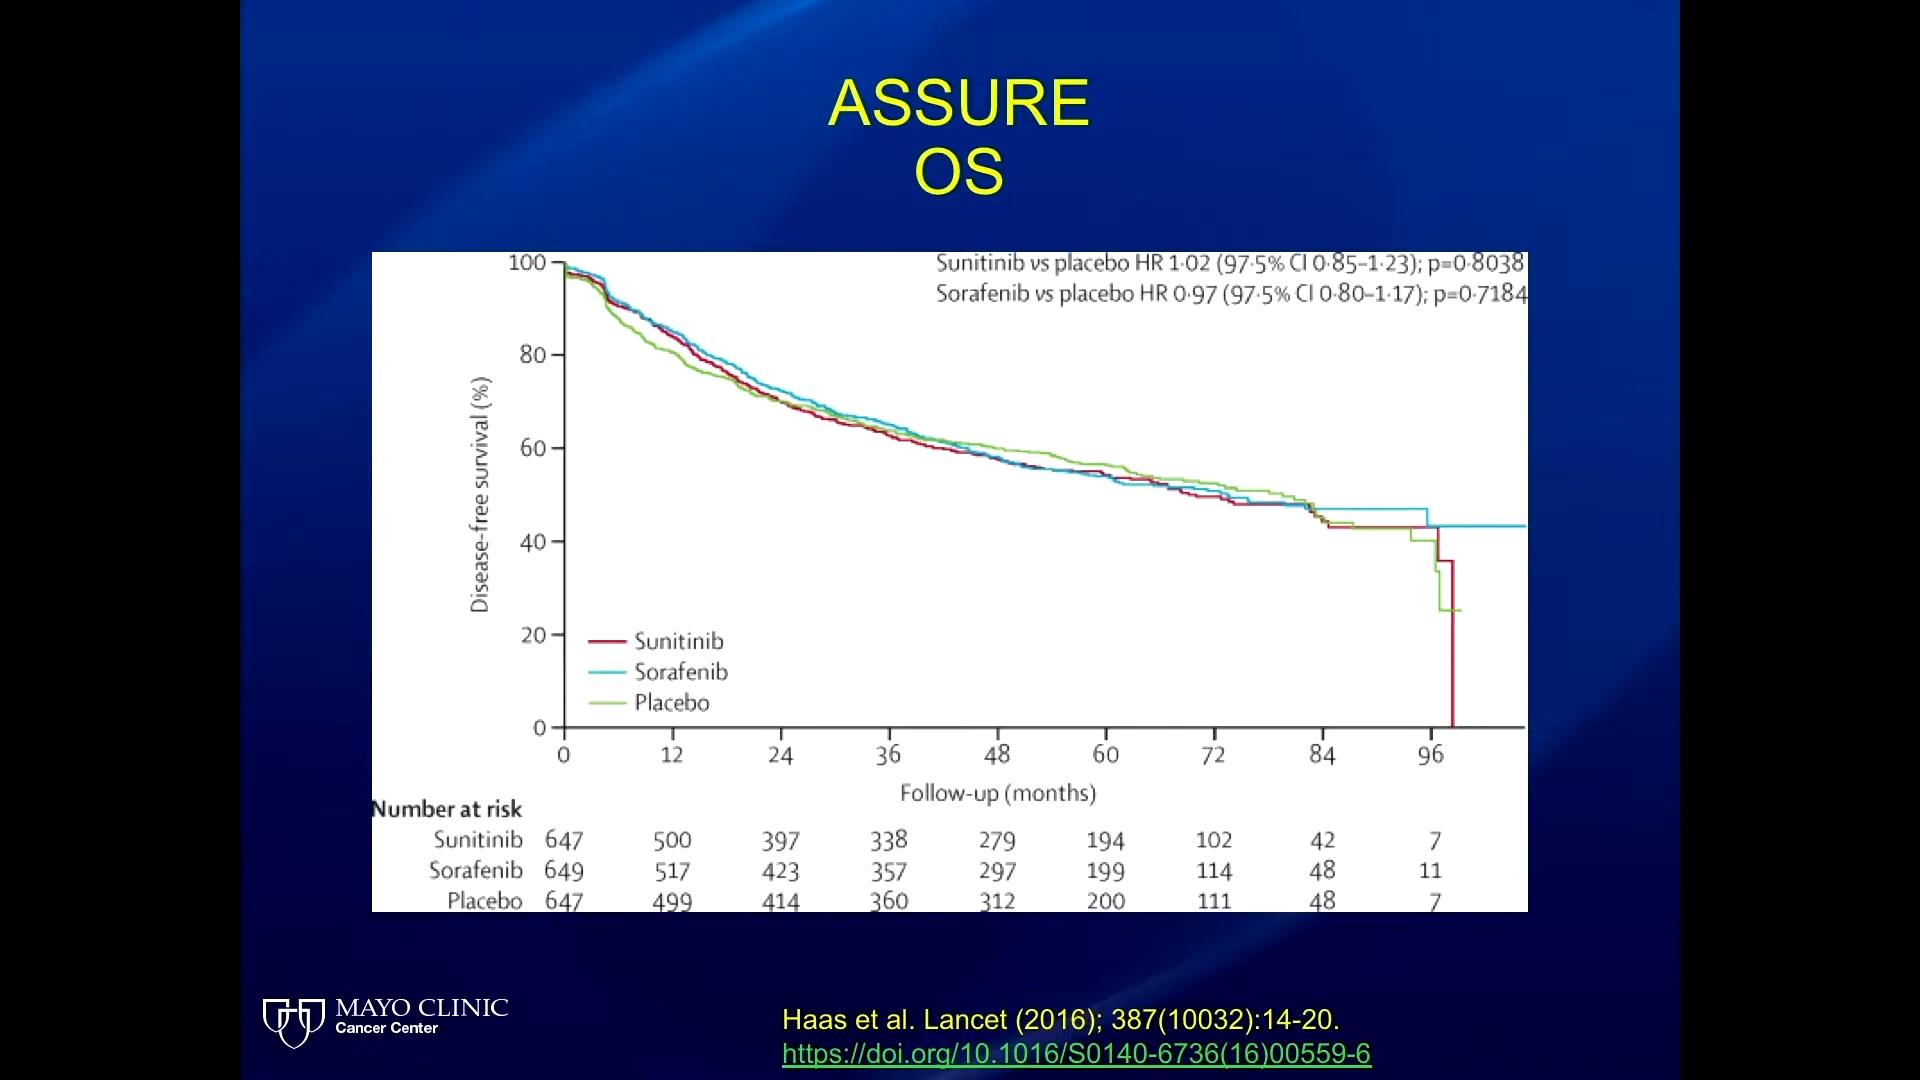 ASSURE
OS
Sunitinib vs placebo HR 1·02 (97·5% CI 0·85–1·23); p=0·8038
Sorafenib vs placebo HR 0·97 (97·5% CI 0·80–1·17); p=0·7184
Disease-free survival (%)
100
80
60
40
20
0
Sunitinib
Sorafenib
Placebo
0 12 24 36 48 60 72 84 96
Follow-up (months)
Number at risk
Sunitinib 647 500 397 338 279 194 102 42 7
Sorafenib 649 517 423 357 297 199 114 48 11
Placebo 647 499 414 360 312 200 111 48 7
MAYO CLINIC
Cancer Center
Haas et al. Lancet (2016); 387(10032):14-20.
https://doi.org/10.1016/S0140-6736(16)00559-6